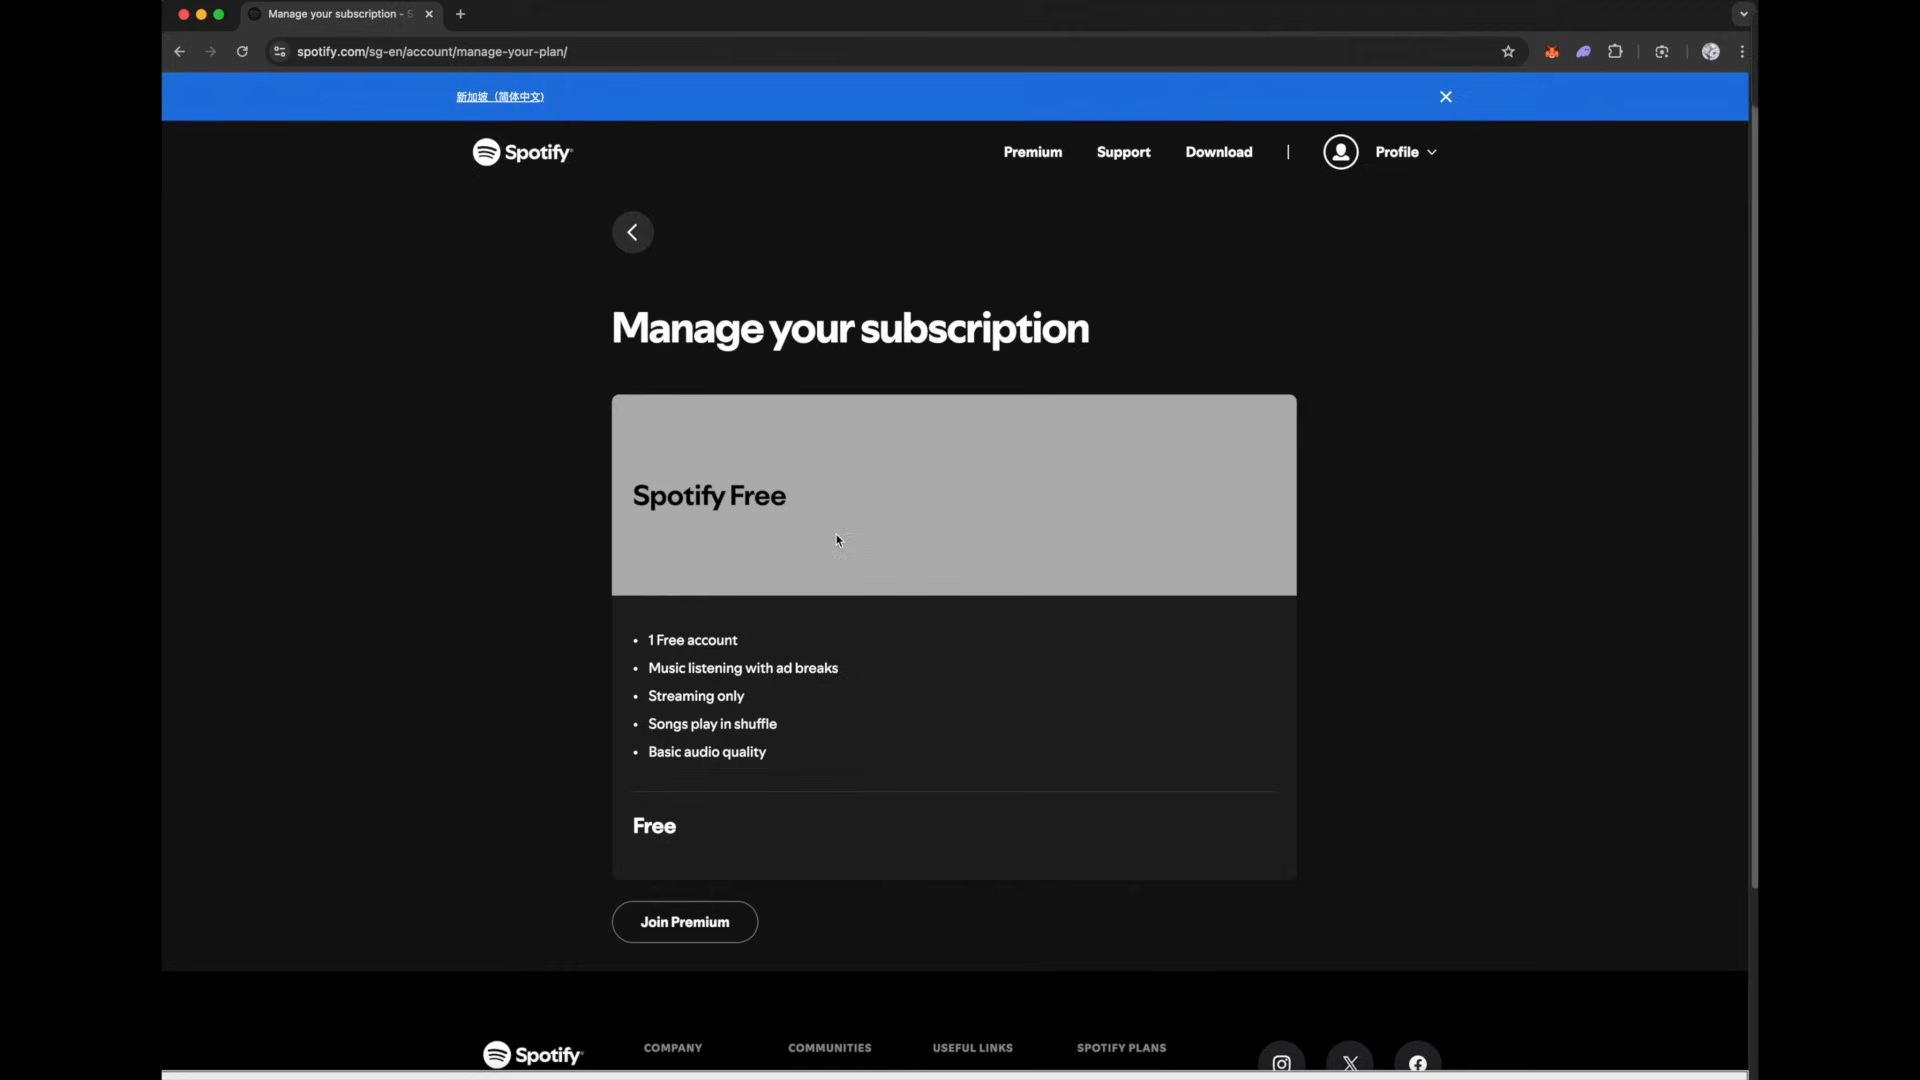 Manage your subscription - S
spotify.com/sg-en/account/manage-your-plan/
新加坡（简体中文)
Spotify
Premium
Support
Download
|
Profile
Manage your subscription
Spotify Free
• 1 Free account
• Music listening with ad breaks
• Streaming only
• Songs play in shuffle
• Basic audio quality
Free
Join Premium
Spotify
COMPANY
COMMUNITIES
USEFUL LINKS
SPOTIFY PLANS